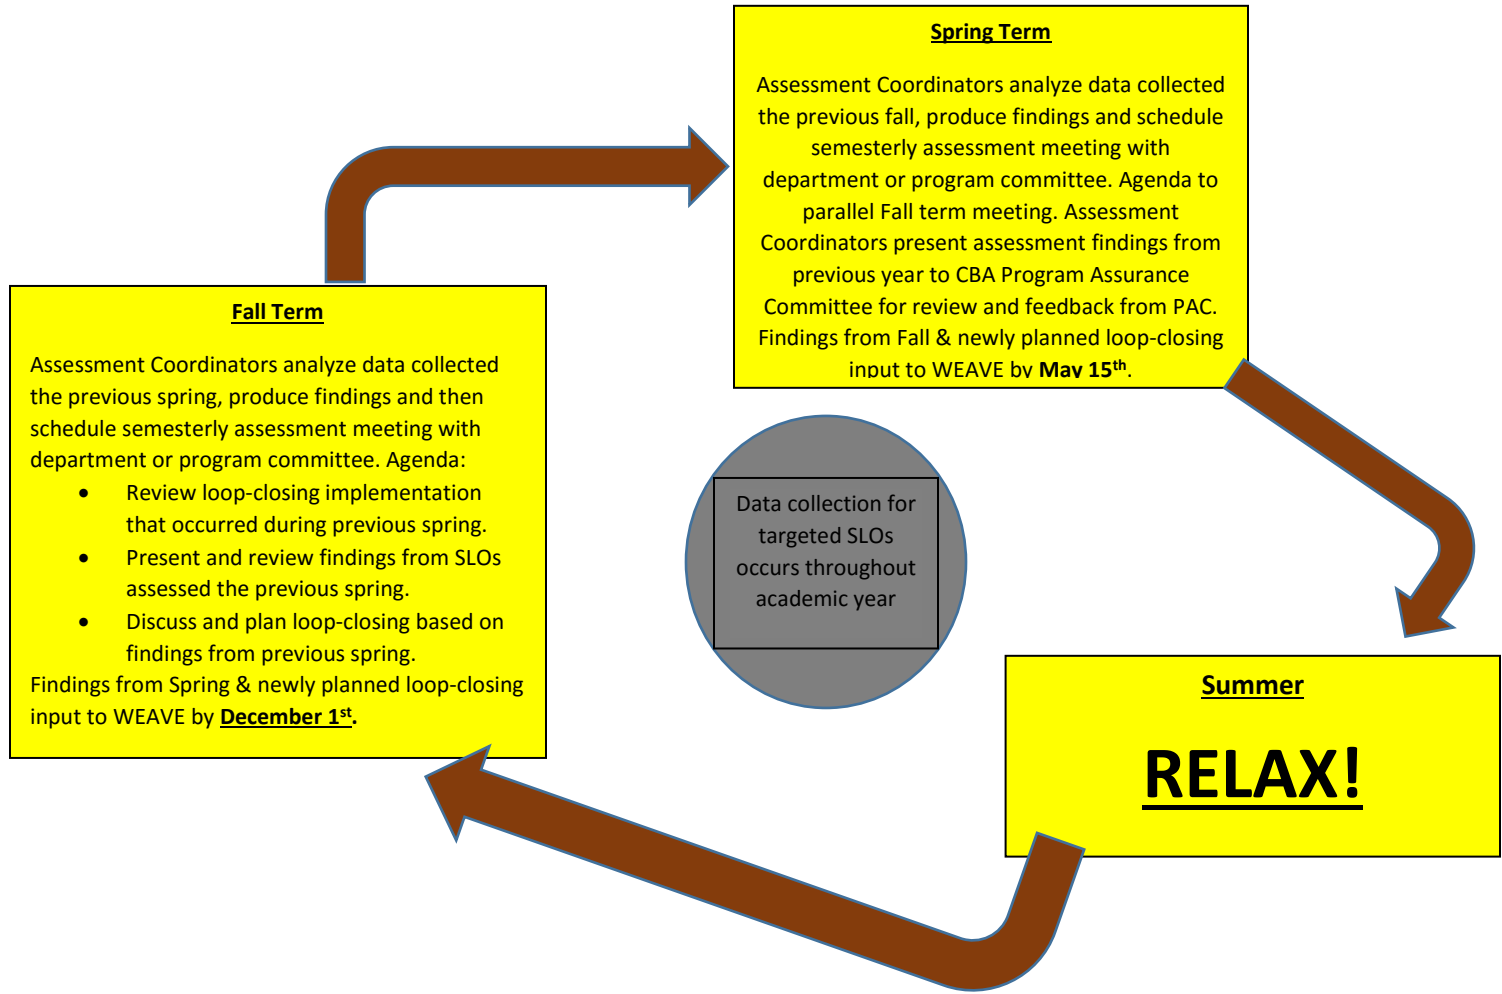 Spring Term
Assessment Coordinators analyze data collected
the previous fall, produce findings and schedule
semesterly assessment meeting with
department or program committee. Agenda to
parallel Fall term meeting. Assessment
Coordinators present assessment findings from
previous year to CBA Program Assurance
Committee for review and feedback from PAC.
Findings from Fall & newly planned loop-closing
input to WEAVE by May 15th.
Fall Term
Assessment Coordinators analyze data collected
the previous spring, produce findings and then
schedule semesterly assessment meeting with
department or program committee. Agenda:
• Review loop-closing implementation
that occurred during previous spring.
• Present and review findings from SLOs
assessed the previous spring.
• Discuss and plan loop-closing based on
findings from previous spring.
Findings from Spring & newly planned loop-closing
input to WEAVE by December 1st.
Data collection for
targeted SLOs
occurs throughout
academic year
Summer
RELAX!